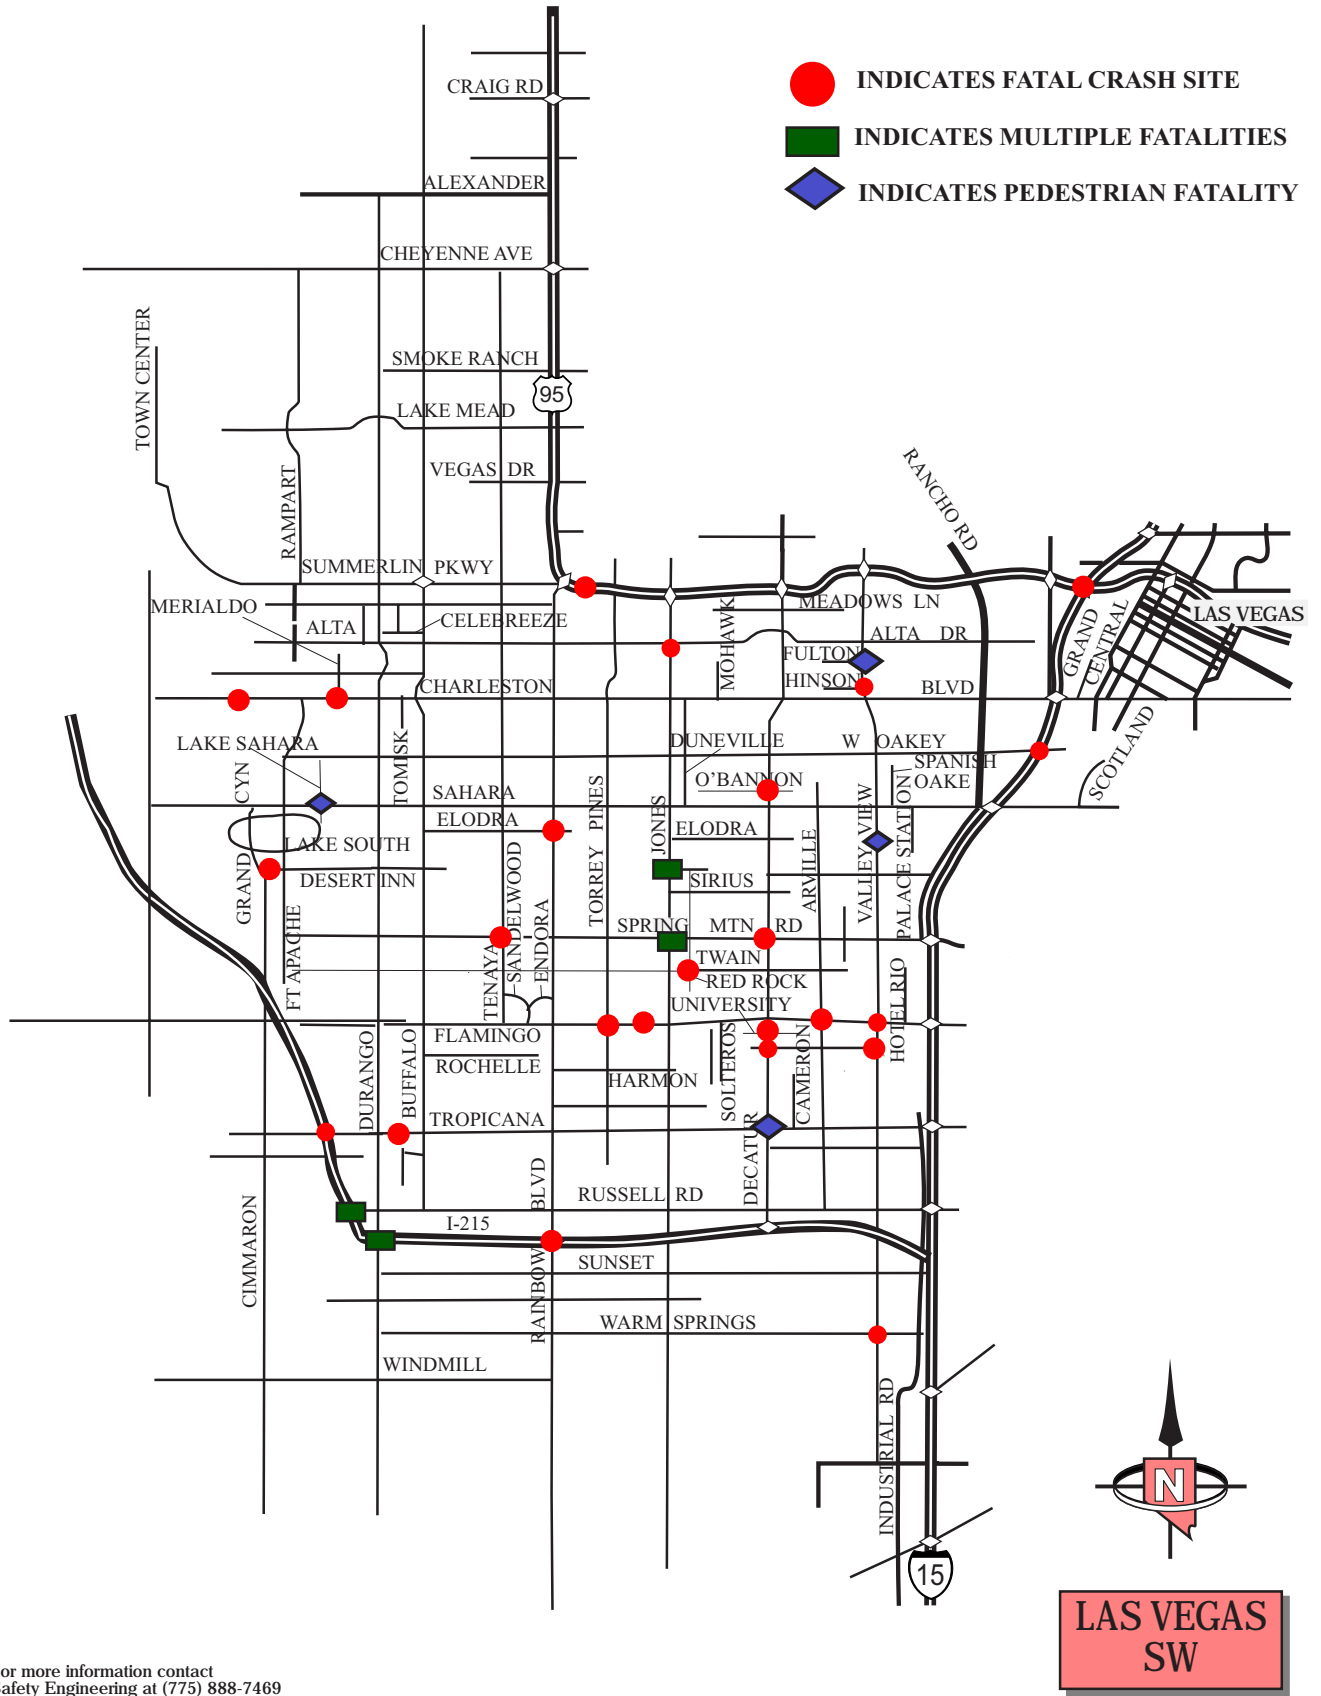 CRAIG RD
INDICATES FATAL CRASH SITE
INDICATES MULTIPLE FATALITIES
INDICATES PEDESTRIAN FATALITY
ALEXANDER
CHEYENNE AVE
TOWN CENTER
SMOKE RANCH
95
LAKE MEAD
VEGAS DR
RAMPART
RANCHO RD
SUMMERLIN PKWY
MERIALDO
CELEBREEZE
ALTA
MOHAWK
MEADOWS LN
ALTA DR
LAS VEGAS
FULTON
HINSON
GRAND
CENTRAL
CHARLESTON
BLVD
LAKE SAHARA
TOMISK
DUNEVILLE
W OAKEY
SPANISH
OAKE
SCOTLAND
O'BANNON
GRAND CYN
SAHARA
ELODRA
TORREY PINES
JONES
ELODRA
ARVILLE
VALLEY VIEW
PALACE STATION
LAKE SOUTH
DESERT INN
SIRIUS
FT APACHE
TENAYA
SANDELWOOD
ENDORA
SPRING MTN RD
TWAIN
RED ROCK
UNIVERSITY
HOTEL RIO
FLAMINGO
ROCHELLE
HARMON
DURANGO
BUFFALO
SOLTEROS
CAMERON
TROPICANA
DECATUR
RUSSELL RD
I-215
CIMMARON
RAINBOW BLVD
SUNSET
WARM SPRINGS
WINDMILL
INDUSTRIAL RD
N
15
LAS VEGAS
SW
or more information contact
afety Engineering at (775) 888-7469